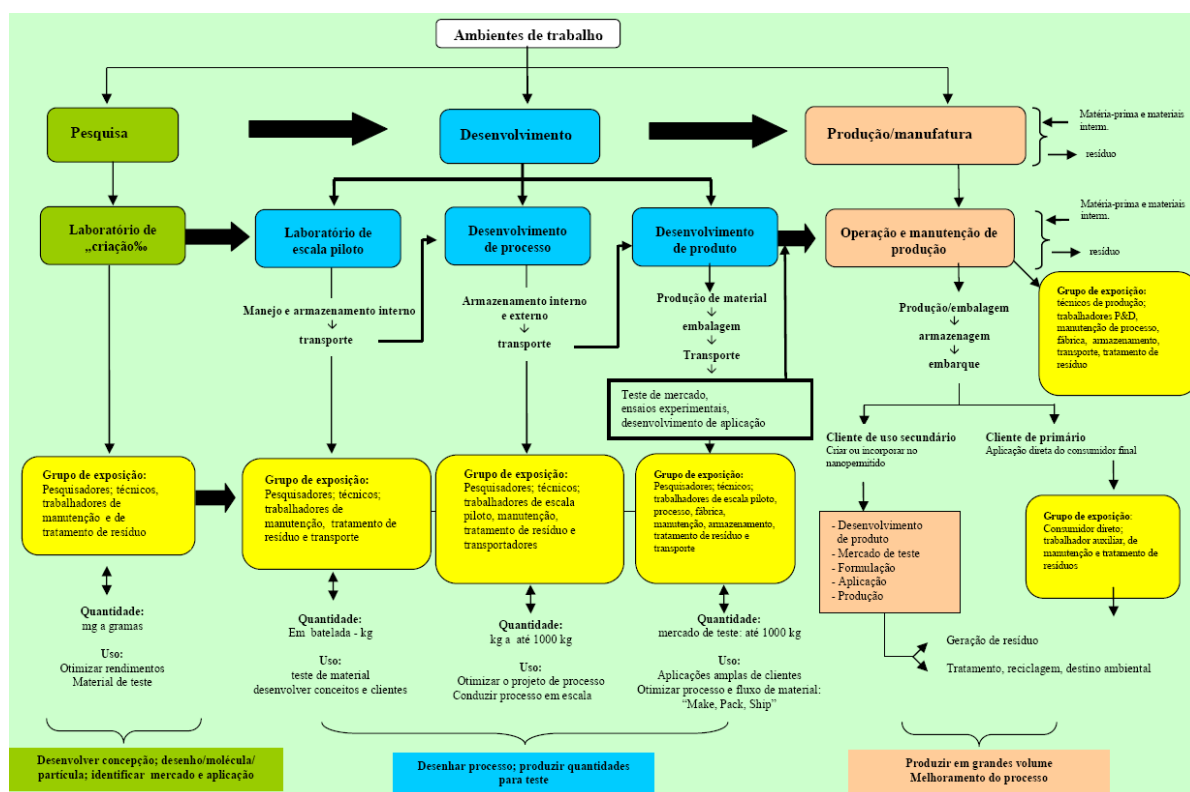 Ambientes de trabalho
Pesquisa
Desenvolvimento
Produção/manufatura
Matéria-prima e materiais
interm.
resíduo
Laboratório de
„criação‰
Laboratório de
escala piloto
Desenvolvimento
de processo
Desenvolvimento
de produto
Operação e manutenção de
produção
Matéria-prima e materiais
interm.
resíduo
Manejo e armazenamento interno
transporte
Armazenamento interno
e externo
transporte
Produção de material
embalagem
Transporte
Teste de mercado,
ensaios experimentais,
desenvolvimento de aplicação
Produção/embalagem
armazenagem
embarque
Grupo de exposição:
técnicos de produção;
trabalhadores P&D,
manutenção de processo,
fábrica, armazenamento,
transporte, tratamento de
resíduo
Cliente de uso secundário
Criar ou incorporar no
nanopermitido
Cliente de primário
Aplicação direta do consumidor final
Grupo de exposição:
Pesquisadores; técnicos,
trabalhadores de
manutenção e de
tratamento de resíduo
Grupo de exposição:
Pesquisadores; técnicos;
trabalhadores de
manutenção, tratamento de
resíduo e transporte
Grupo de exposição:
Pesquisadores; técnicos;
trabalhadores de escala
piloto, manutenção,
tratamento de resíduo e
transportadores
Grupo de exposição:
Pesquisadores; técnicos;
trabalhadores de escala piloto,
processo, fábrica,
manutenção, armazenamento,
tratamento de resíduo e
transporte
- Desenvolvimento
de produto
- Mercado de teste
- Formulação
- Aplicação
- Produção
Grupo de exposição:
Consumidor direto;
trabalhador auxiliar, de
manutenção e tratamento de
resíduos
Quantidade:
mg a gramas
Uso:
Otimizar rendimentos
Material de teste
Quantidade:
Em batelada - kg
Uso:
teste de material
desenvolver conceitos e clientes
Quantidade:
kg a até 1000 kg
Uso:
Otimizar o projeto de processo
Conduzir processo em escala
Quantidade:
mercado de teste: até 1000 kg
Uso:
Aplicações amplas de clientes
Otimizar processo e fluxo de material:
“Make, Pack, Ship”
Geração de resíduo
Tratamento, reciclagem, destino ambiental
Desenvolver concepção; desenho/molécula/
partícula; identificar mercado e aplicação
Desenhar processo; produzir quantidades
para teste
Produzir em grandes volume
Melhoramento do processo